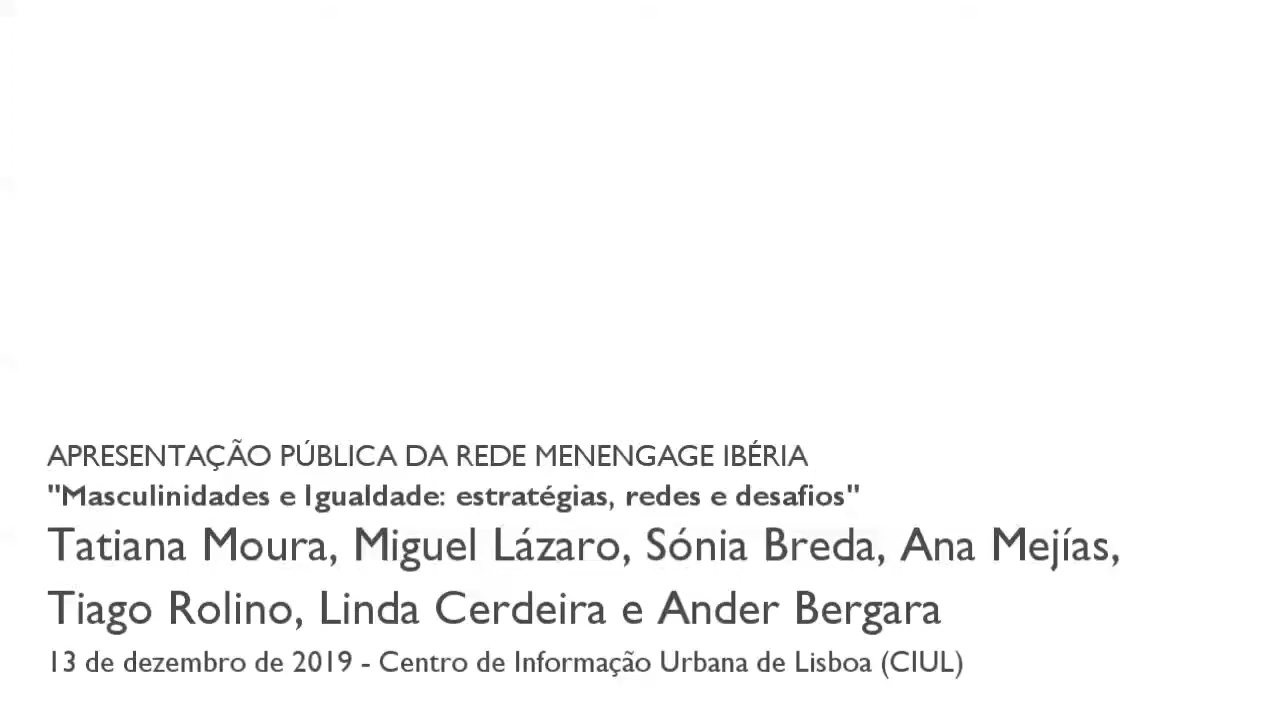 APRESENTAÇÃO PÚBLICA DA REDE MENENGAGE IBÉRIA
"Masculinidades e Igualdade: estratégias, redes e desafios"
Tatiana Moura, Miguel Lázaro, Sónia Breda, Ana Mejías,
Tiago Rolino, Linda Cerdeira e Ander Bergara
13 de dezembro de 2019 - Centro de Informação Urbana de Lisboa (CIUL)